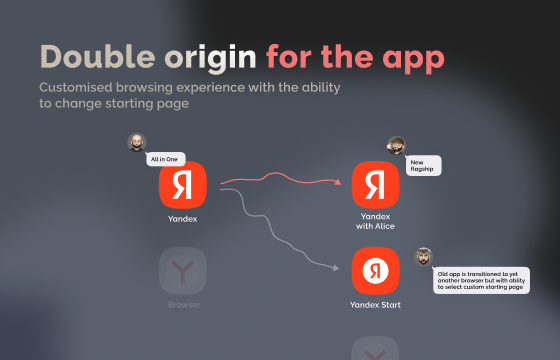 Double origin for the app
Customised browsing experience with the ability
to change starting page
All in One
Я
Yandex
Y
Browser
New
flagship
Я
Yandex
with Alice
Old app is transitioned to yet
another browser but with ability
to select custom starting page
Я
Yandex Start